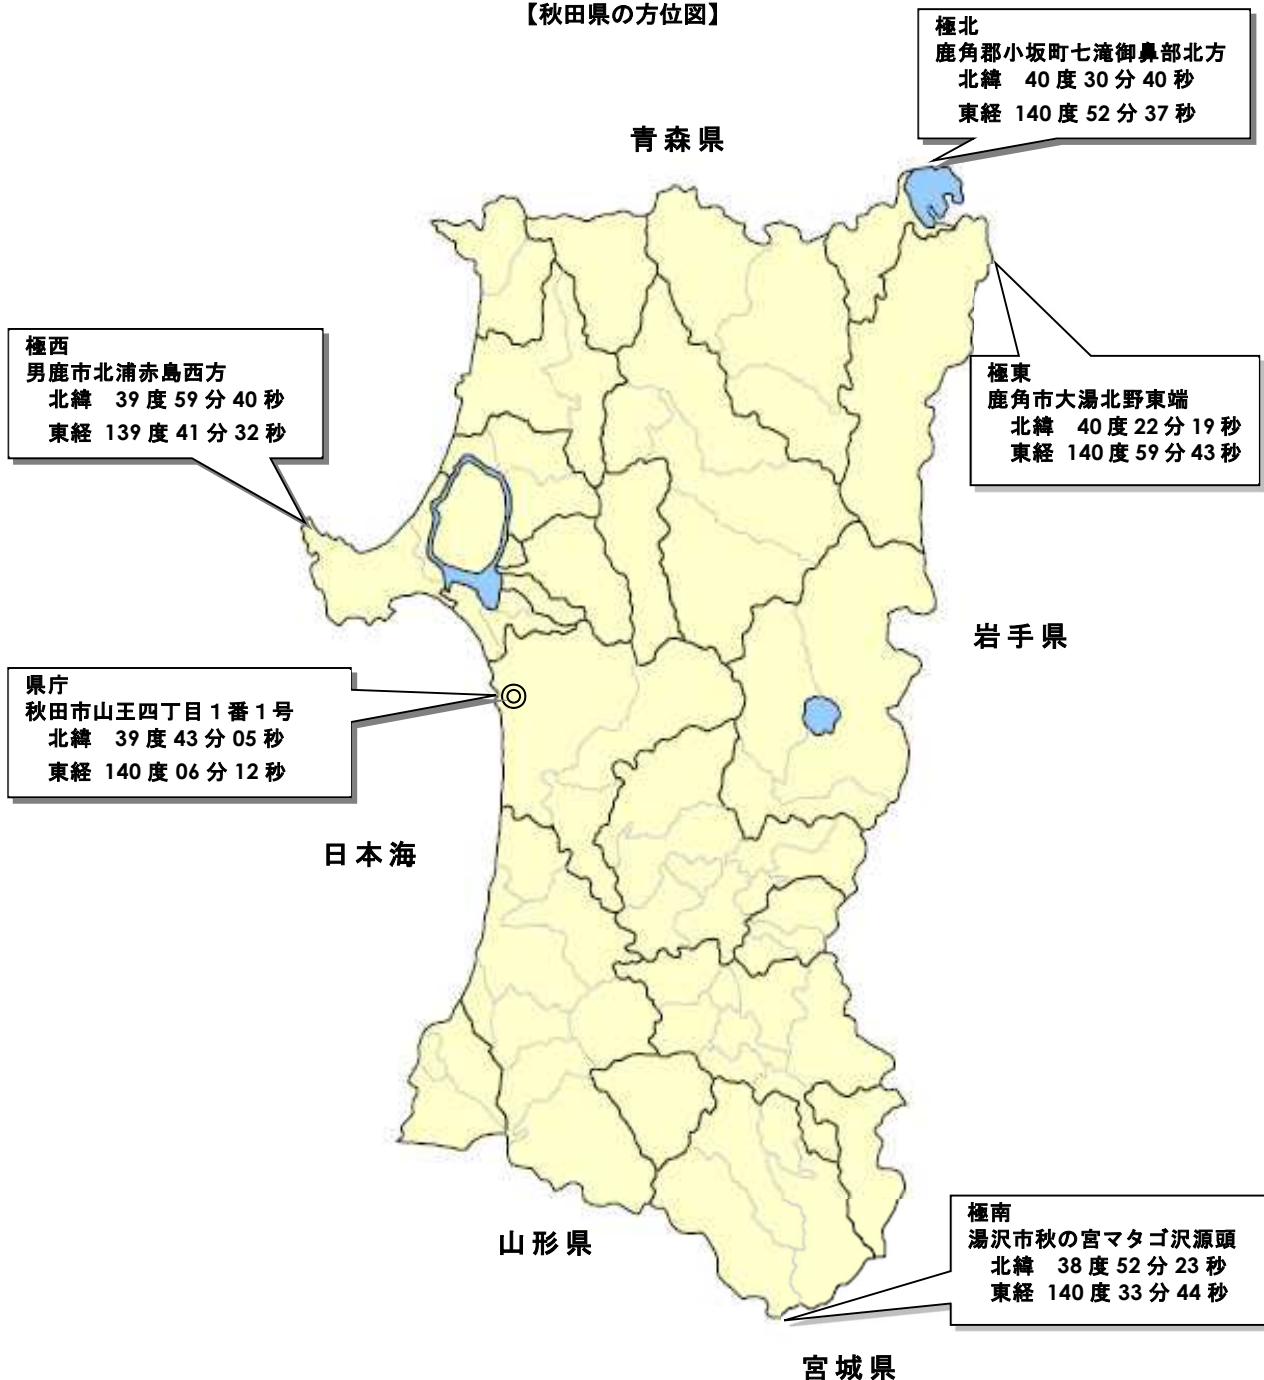 【秋田県の方位図】
極北
鹿角郡小坂町七滝御鼻部北方
北緯 40 度 30 分 40 秒
東経 140 度 52 分 37 秒
青森県
極西
男鹿市北浦赤島西方
北緯 39 度 59 分 40 秒
東経 139 度 41 分 32 秒
極東
鹿角市大湯北野東端
北緯 40 度 22 分 19 秒
東経 140 度 59 分 43 秒
岩手県
県庁
秋田市山王四丁目1番1号
北緯 39 度 43 分 05 秒
東経 140 度 06 分 12 秒
日本海
極南
湯沢市秋の宮マタゴ沢源頭
北緯 38 度 52 分 23 秒
東経 140 度 33 分 44 秒
山形県
宮城県